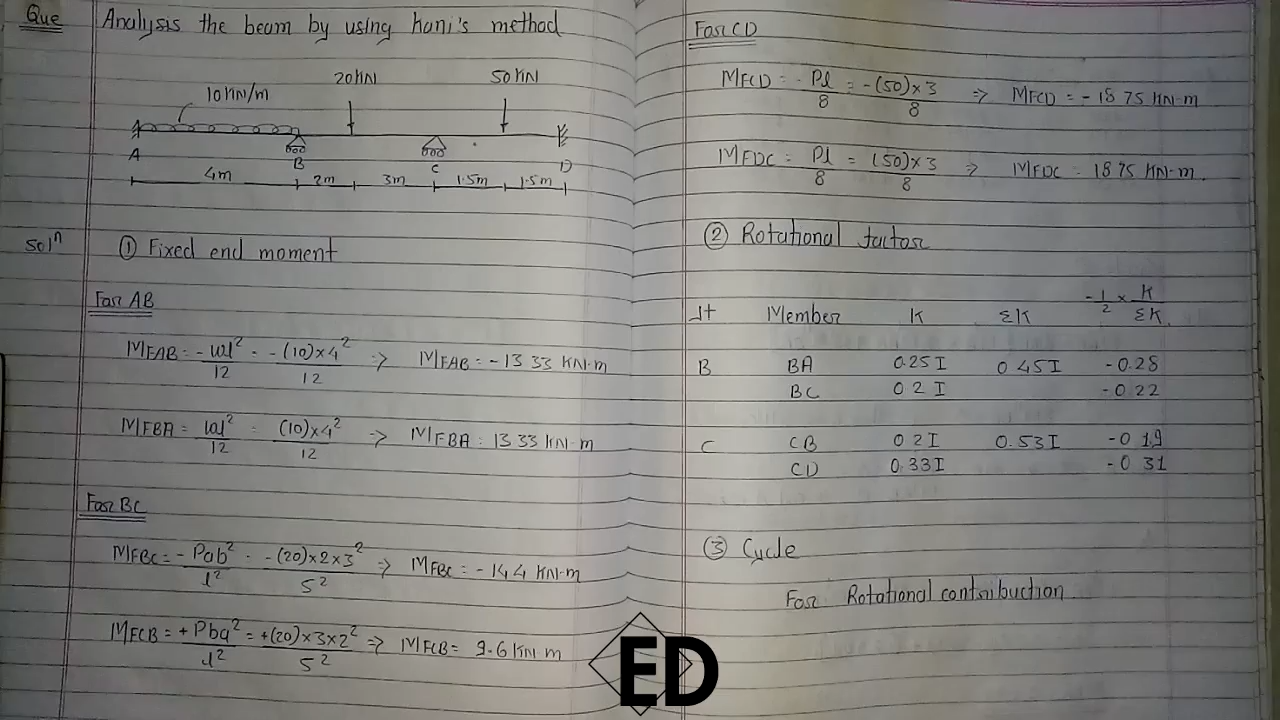 Que Analysis the beam by using kani's method
20KN 50KN
10KN/m
A B C D
4m 2m 3m 1.5m 1.5m
Solⁿ ① Fixed end moment
For AB
MFAB = - wl²/12 = -(10)×4²/12 ⇒ MFAB = - 13.33 KN·m
MFBA = wl²/12 = (10)×4²/12 ⇒ MFBA = 13.33 KN·m
For BC
MFBC = - Pab²/l² = -(20)×2×3²/5² ⇒ MFBC = - 14.4 KN·m
MFCB = + Pba²/l² = +(20)×3×2²/5² ⇒ MFCB = 9.6 KN·m
For CD
MFCD = - Pl/8 = -(50)×3/8 ⇒ MFCD = - 18.75 KN·m
MFDC = Pl/8 = (50)×3/8 ⇒ MFDC = 18.75 KN·m.
② Rotational factor
Jt Member K ΣK -1/2 × K/ΣK
B BA 0.25I 0.45I -0.28
BC 0.2I -0.22
C CB 0.2I 0.53I -0.19
CD 0.33I -0.31
③ Cycle
For Rotational contribuction
ED